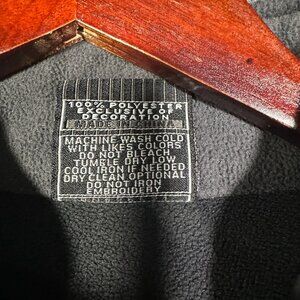 100% POLYESTER
EXCLUSIVE OF
DECORATION
MADE IN CHINA
MACHINE WASH COLD
WITH LIKE COLORS
DO NOT BLEACH
TUMBLE DRY LOW
COOL IRON IF NEEDED
DRY CLEAN OPTIONAL
DO NOT IRON
EMBROIDERY